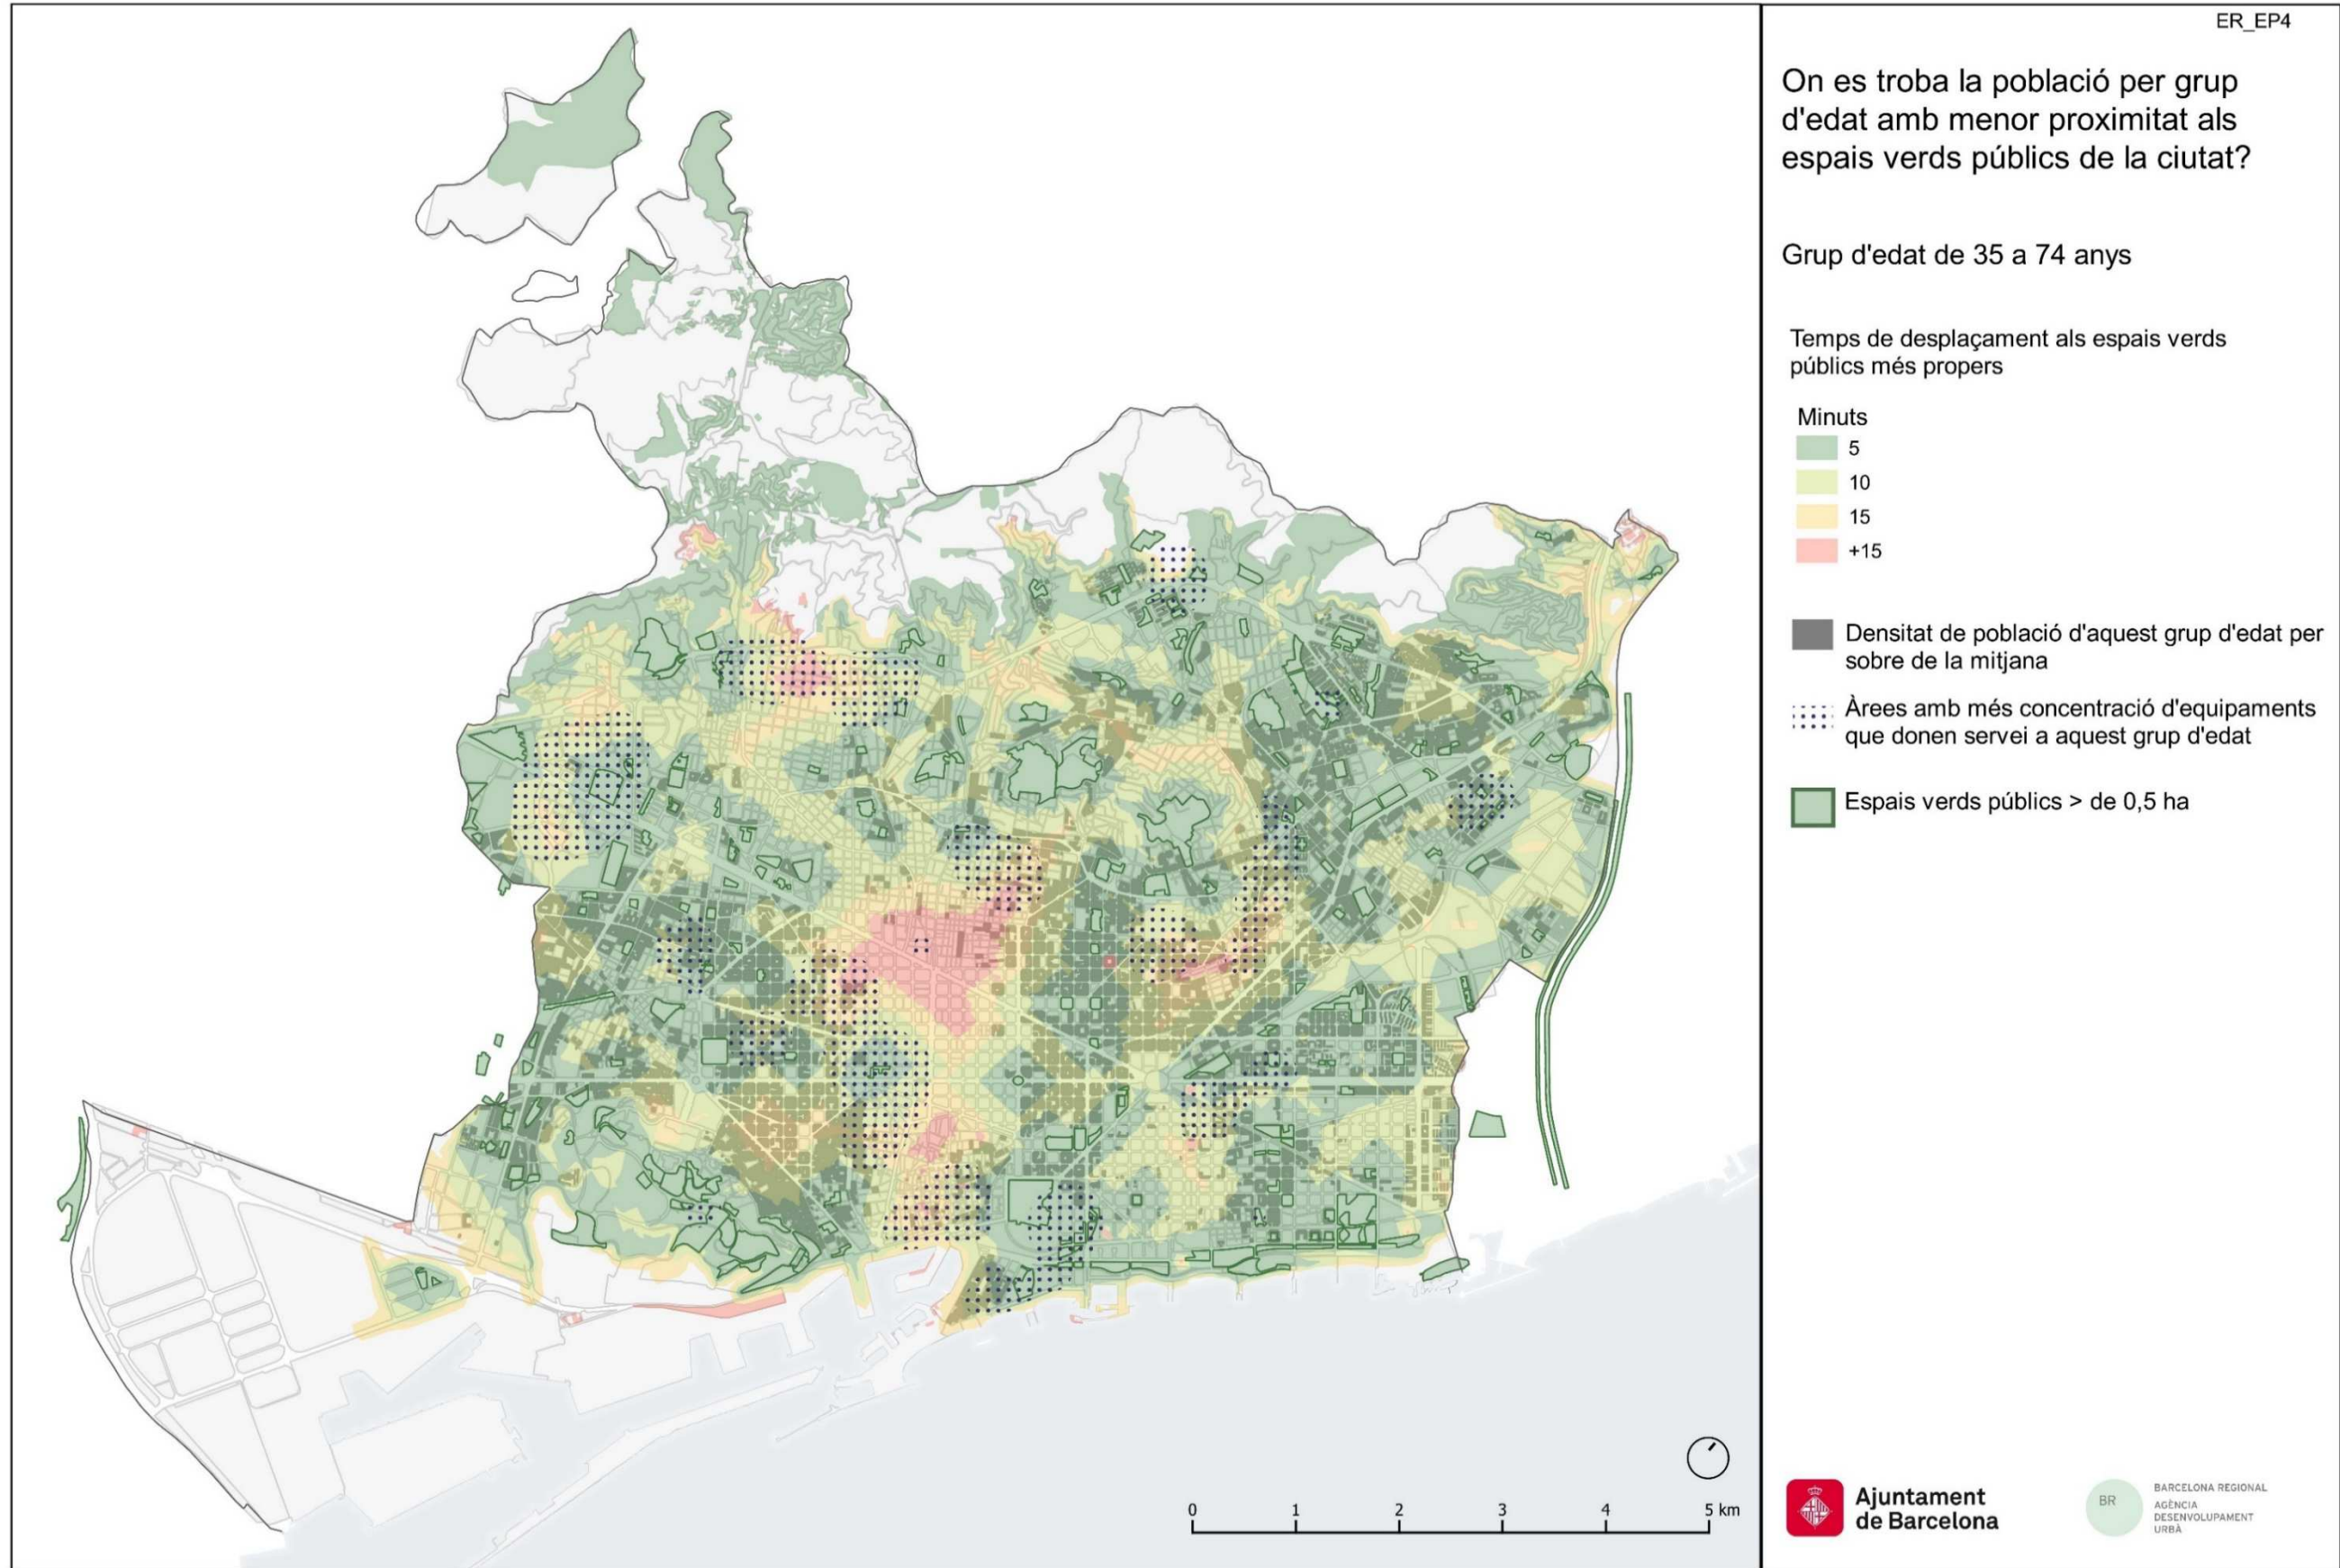 ER_EP4
On es troba la població per grup
d'edat amb menor proximitat als
espais verds públics de la ciutat?
Grup d'edat de 35 a 74 anys
Temps de desplaçament als espais verds
públics més propers
Minuts
5
10
15
+15
Densitat de població d'aquest grup d'edat per
sobre de la mitjana
Àrees amb més concentració d'equipaments
que donen servei a aquest grup d'edat
Espais verds públics > de 0,5 ha
0 1 2 3 4 5 km
Ajuntament
de Barcelona
BR
BARCELONA REGIONAL
AGÈNCIA
DESENVOLUPAMENT
URBÀ